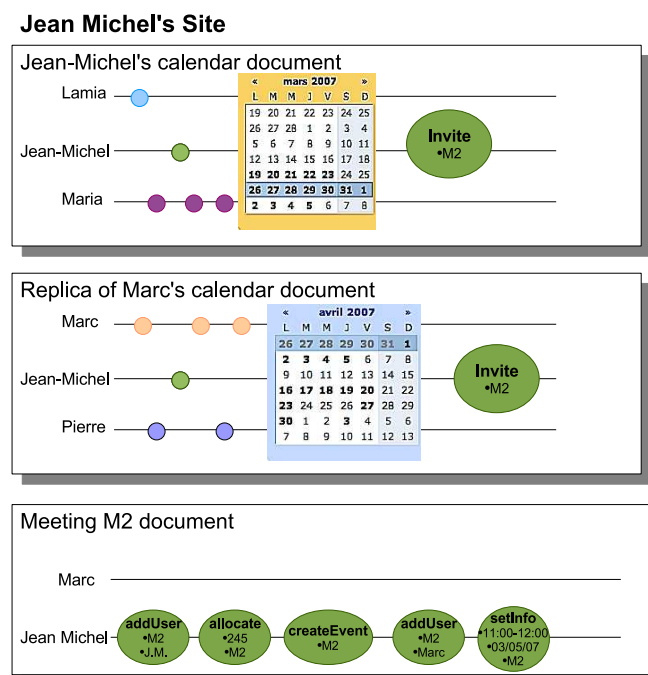 Jean Michel's Site
Jean-Michel's calendar document
Lamia
Jean-Michel
Maria
« mars 2007 »
L M M J V S D
19 20 21 22 23 24 25
26 27 28 1 2 3 4
5 6 7 8 9 10 11
12 13 14 15 16 17 18
19 20 21 22 23 24 25
26 27 28 29 30 31 1
2 3 4 5 6 7 8
Invite
•M2
Replica of Marc's calendar document
Marc
Jean-Michel
Pierre
« avril 2007 »
L M M J V S D
26 27 28 29 30 31 1
2 3 4 5 6 7 8
9 10 11 12 13 14 15
16 17 18 19 20 21 22
23 24 25 26 27 28 29
30 1 2 3 4 5 6
7 8 9 10 11 12 13
Invite
•M2
Meeting M2 document
Marc
Jean Michel
addUser
•M2
•J.M.
allocate
•245
•M2
createEvent
•M2
addUser
•M2
•Marc
setInfo
•11:00-12:00
•03/05/07
•M2